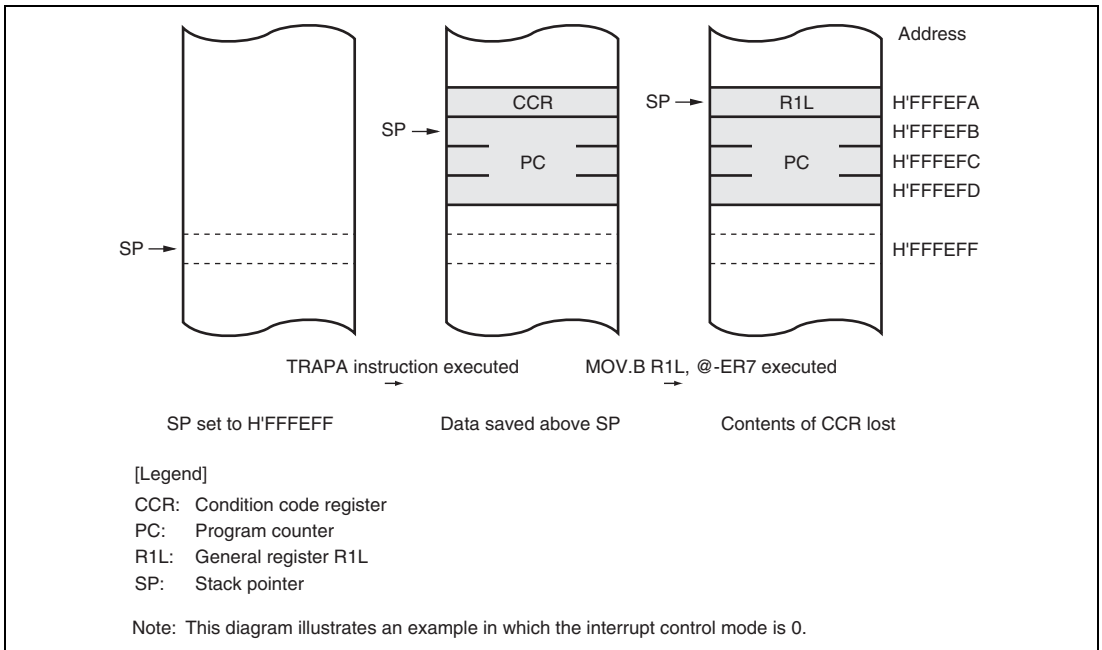 Address
CCR
SP
R1L
H'FFFEFA
SP
H'FFFEFB
PC
PC
H'FFFEFC
H'FFFEFD
SP
H'FFFEFF
TRAPA instruction executed
MOV.B R1L, @-ER7 executed
SP set to H'FFFEFF
Data saved above SP
Contents of CCR lost
[Legend]
CCR: Condition code register
PC: Program counter
R1L: General register R1L
SP: Stack pointer
Note: This diagram illustrates an example in which the interrupt control mode is 0.